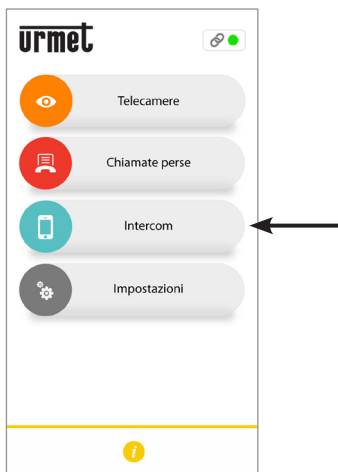 urmet
Telecamere
Chiamate perse
Intercom
Impostazioni
i